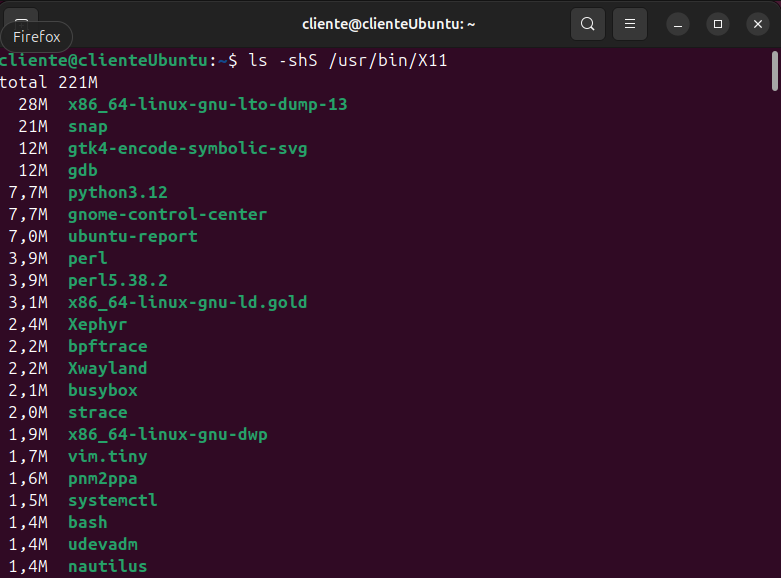 cliente@clienteUbuntu: ~
Firefox
cliente@clienteUbuntu:~$ ls -shS /usr/bin/X11
total 221M
28M x86_64-linux-gnu-lto-dump-13
21M snap
12M gtk4-encode-symbolic-svg
12M gdb
7,7M python3.12
7,7M gnome-control-center
7,0M ubuntu-report
3,9M perl
3,9M perl5.38.2
3,1M x86_64-linux-gnu-ld.gold
2,4M Xephyr
2,2M bpftrace
2,2M Xwayland
2,1M busybox
2,0M strace
1,9M x86_64-linux-gnu-dwp
1,7M vim.tiny
1,6M pnm2ppa
1,5M systemctl
1,4M bash
1,4M udevadm
1,4M nautilus